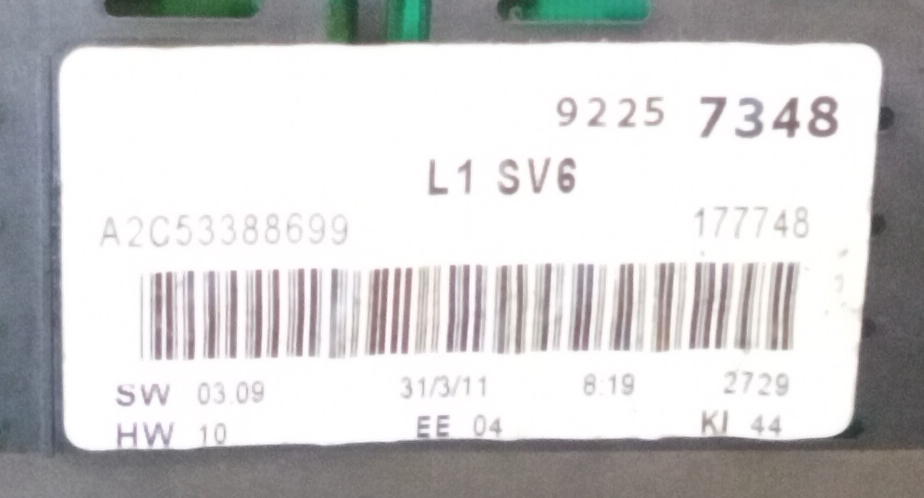 9225 7348
L1 SV6
A2C53388699 177748
SW 03.09 31/3/11 8:19 2729
HW 10 EE 04 KI 44